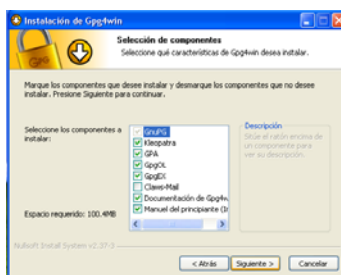 Instalación de Gpg4win
Selección de componentes
Seleccione qué características de Gpg4win desea instalar.
Marque los componentes que desee instalar y desmarque los componentes que no desee
instalar. Presione Siguiente para continuar.
Seleccione los componentes a
instalar:
GnuPG
Kleopatra
GPA
GpgOL
GpgEX
Claws-Mail
Documentación de Gpg4w
Manuel del principiante (In
Descripción
Sitúe el ratón encima de
un componente para
ver su descripción.
Espacio requerido: 100.4MB
Nullsoft Install System v2.37-3
< Atrás
Siguiente >
Cancelar